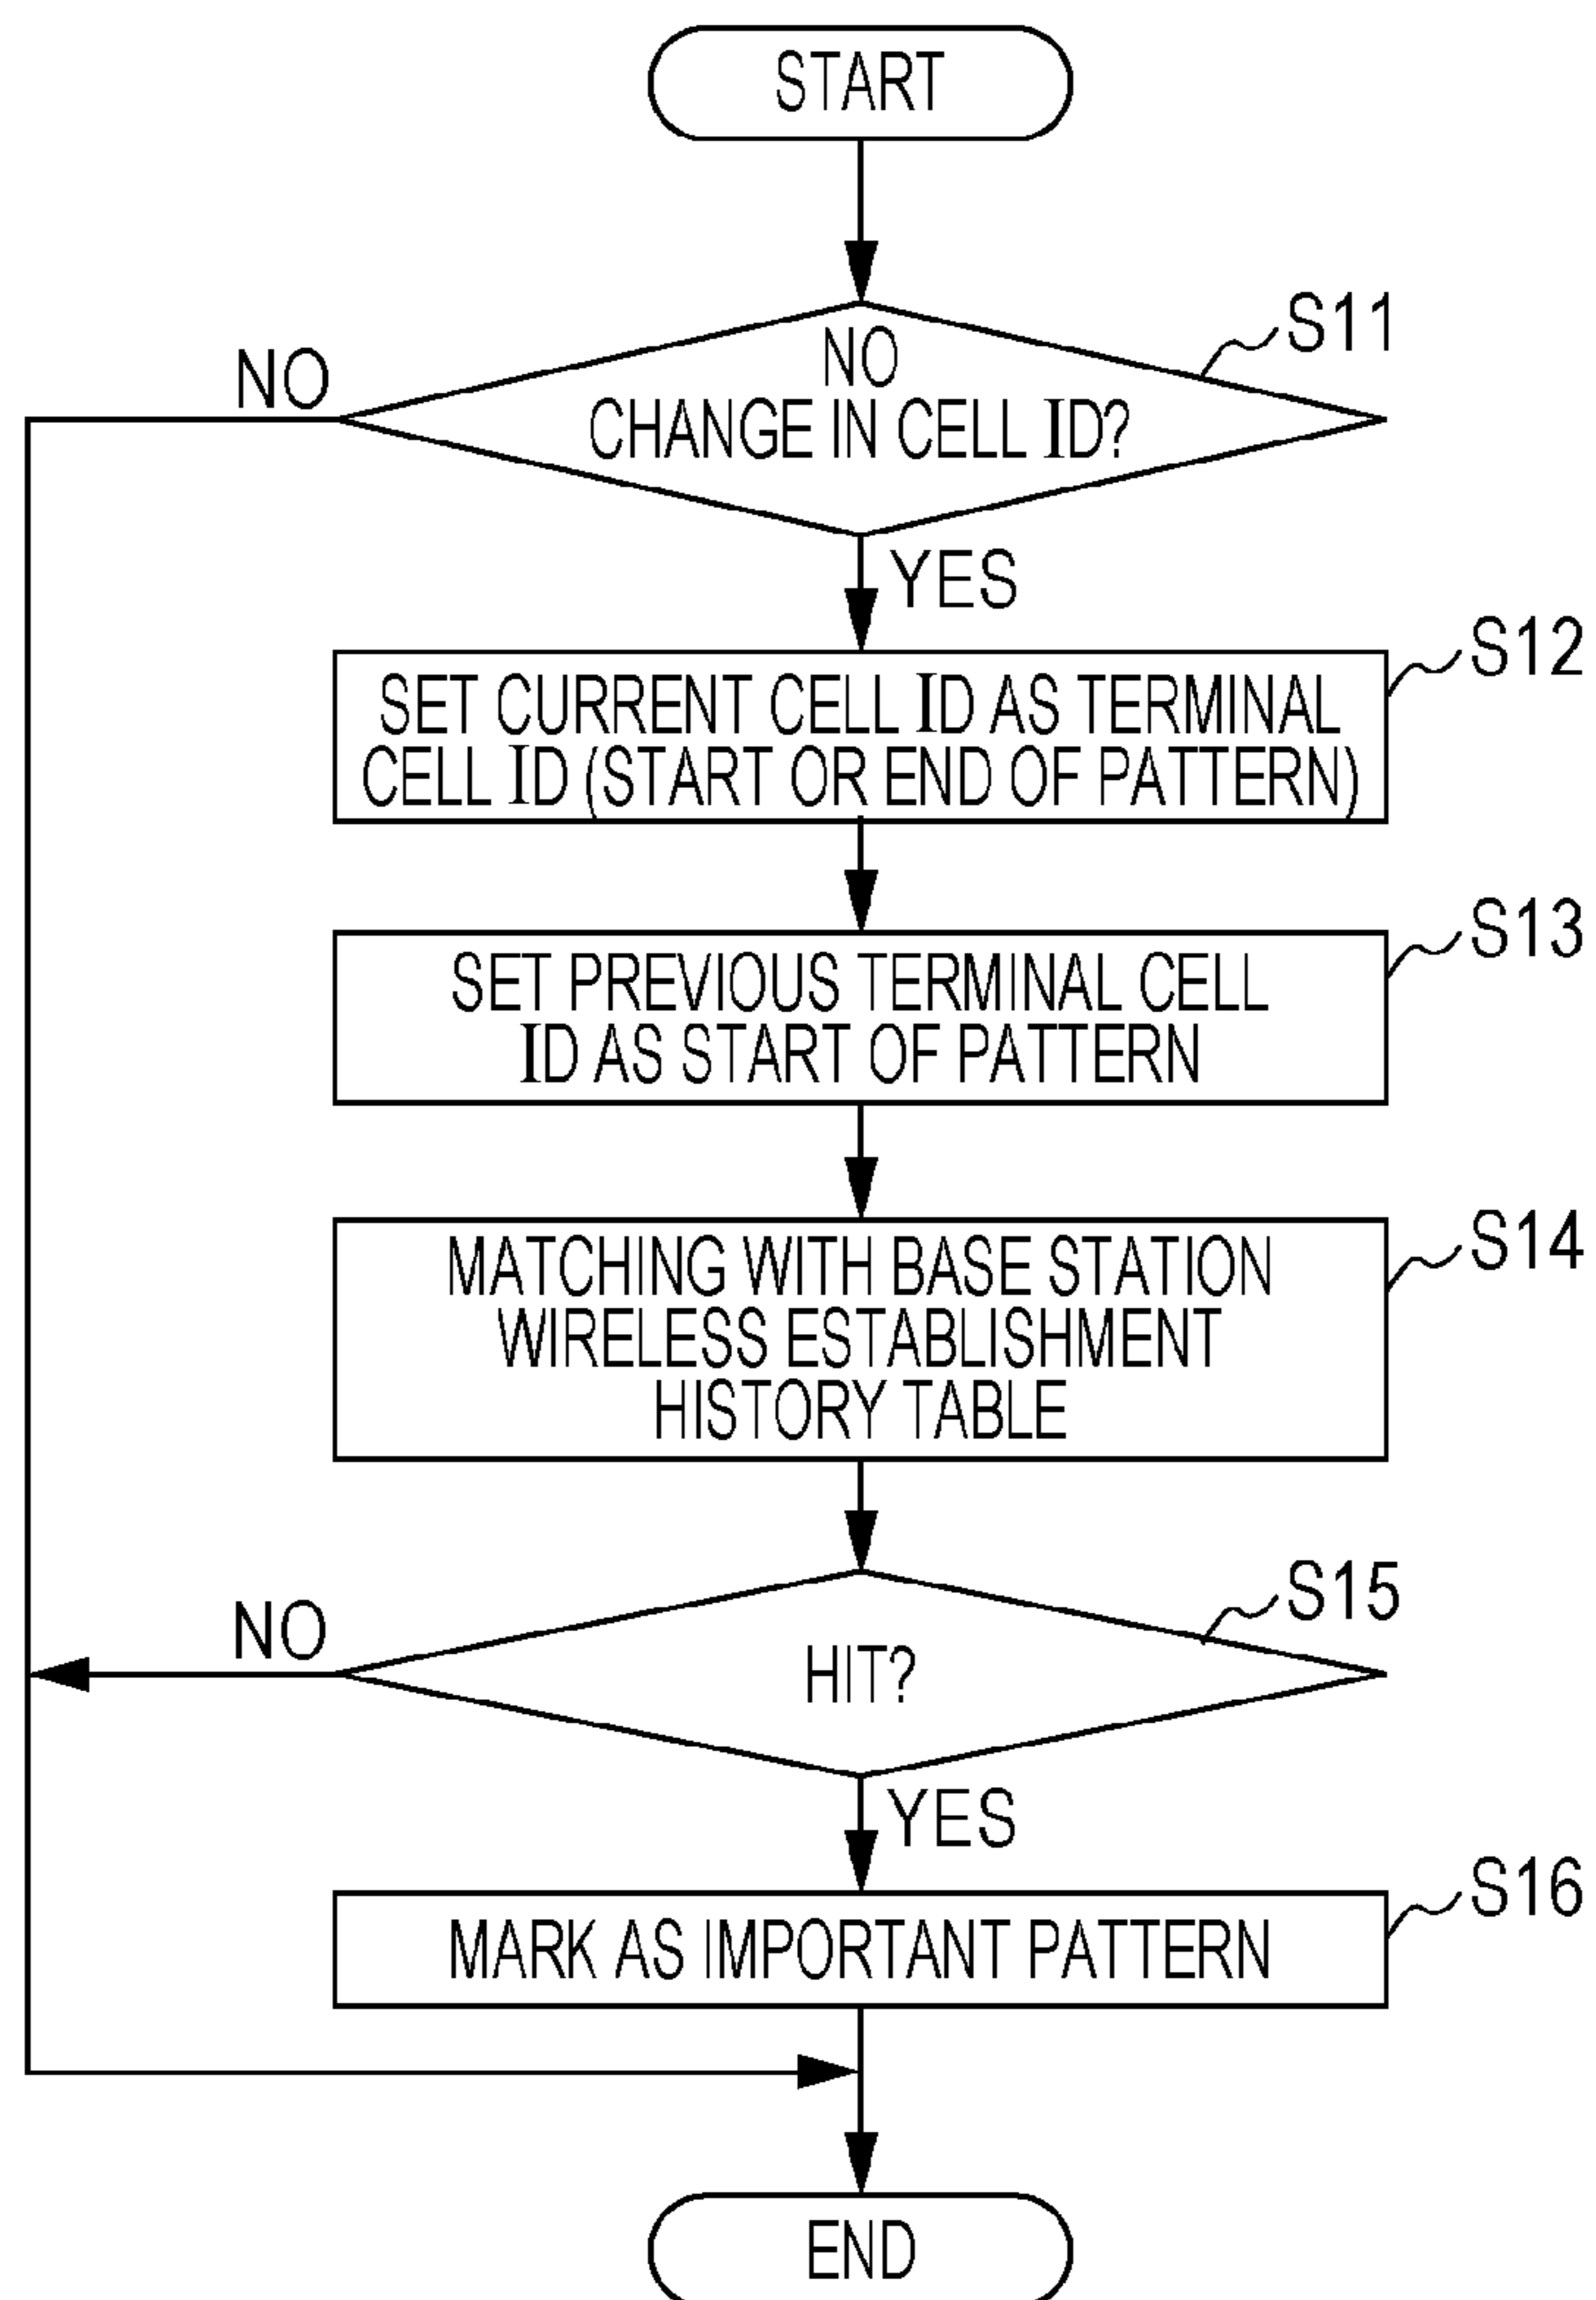 START
S11
NO
NO
CHANGE IN CELL ID?
YES
S12
SET CURRENT CELL ID AS TERMINAL
CELL ID (START OR END OF PATTERN)
S13
SET PREVIOUS TERMINAL CELL
ID AS START OF PATTERN
S14
MATCHING WITH BASE STATION
WIRELESS ESTABLISHMENT
HISTORY TABLE
S15
NO
HIT?
YES
S16
MARK AS IMPORTANT PATTERN
END